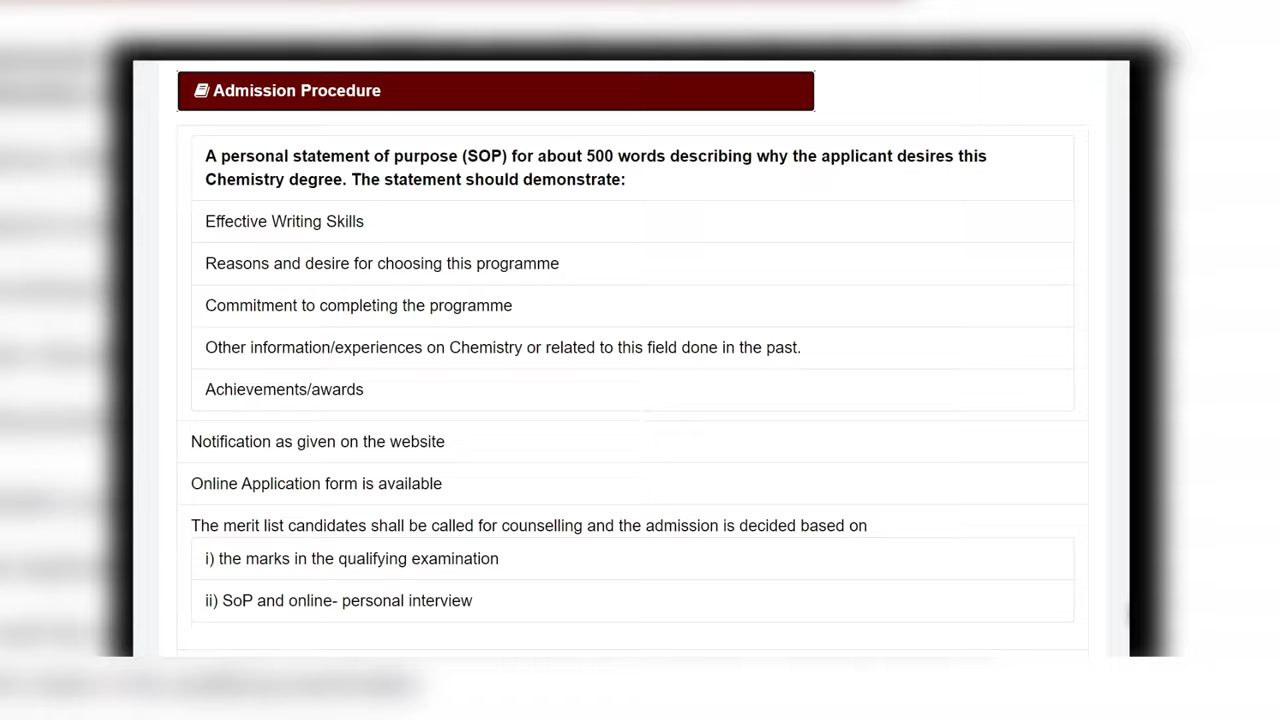 Admission Procedure
A personal statement of purpose (SOP) for about 500 words describing why the applicant desires this
Chemistry degree. The statement should demonstrate:
Effective Writing Skills
Reasons and desire for choosing this programme
Commitment to completing the programme
Other information/experiences on Chemistry or related to this field done in the past.
Achievements/awards
Notification as given on the website
Online Application form is available
The merit list candidates shall be called for counselling and the admission is decided based on
i) the marks in the qualifying examination
ii) SoP and online- personal interview